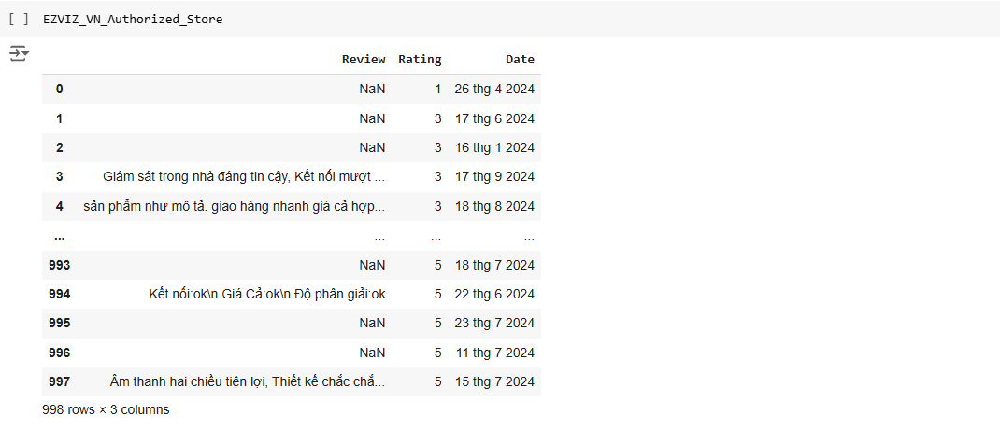 [ ] EZVIZ_VN_Authorized_Store
Review Rating Date
0 NaN 1 26 thg 4 2024
1 NaN 3 17 thg 6 2024
2 NaN 3 16 thg 1 2024
3 Giám sát trong nhà đáng tin cậy, Kết nối mượt ... 3 17 thg 9 2024
4 sản phẩm như mô tả. giao hàng nhanh giá cả hợp... 3 18 thg 8 2024
... ... ... ...
993 NaN 5 18 thg 7 2024
994 Kết nối:ok\n Giá Cả:ok\n Độ phân giải:ok 5 22 thg 6 2024
995 NaN 5 23 thg 7 2024
996 NaN 5 11 thg 7 2024
997 Âm thanh hai chiều tiện lợi, Thiết kế chắc chắ... 5 15 thg 7 2024
998 rows × 3 columns